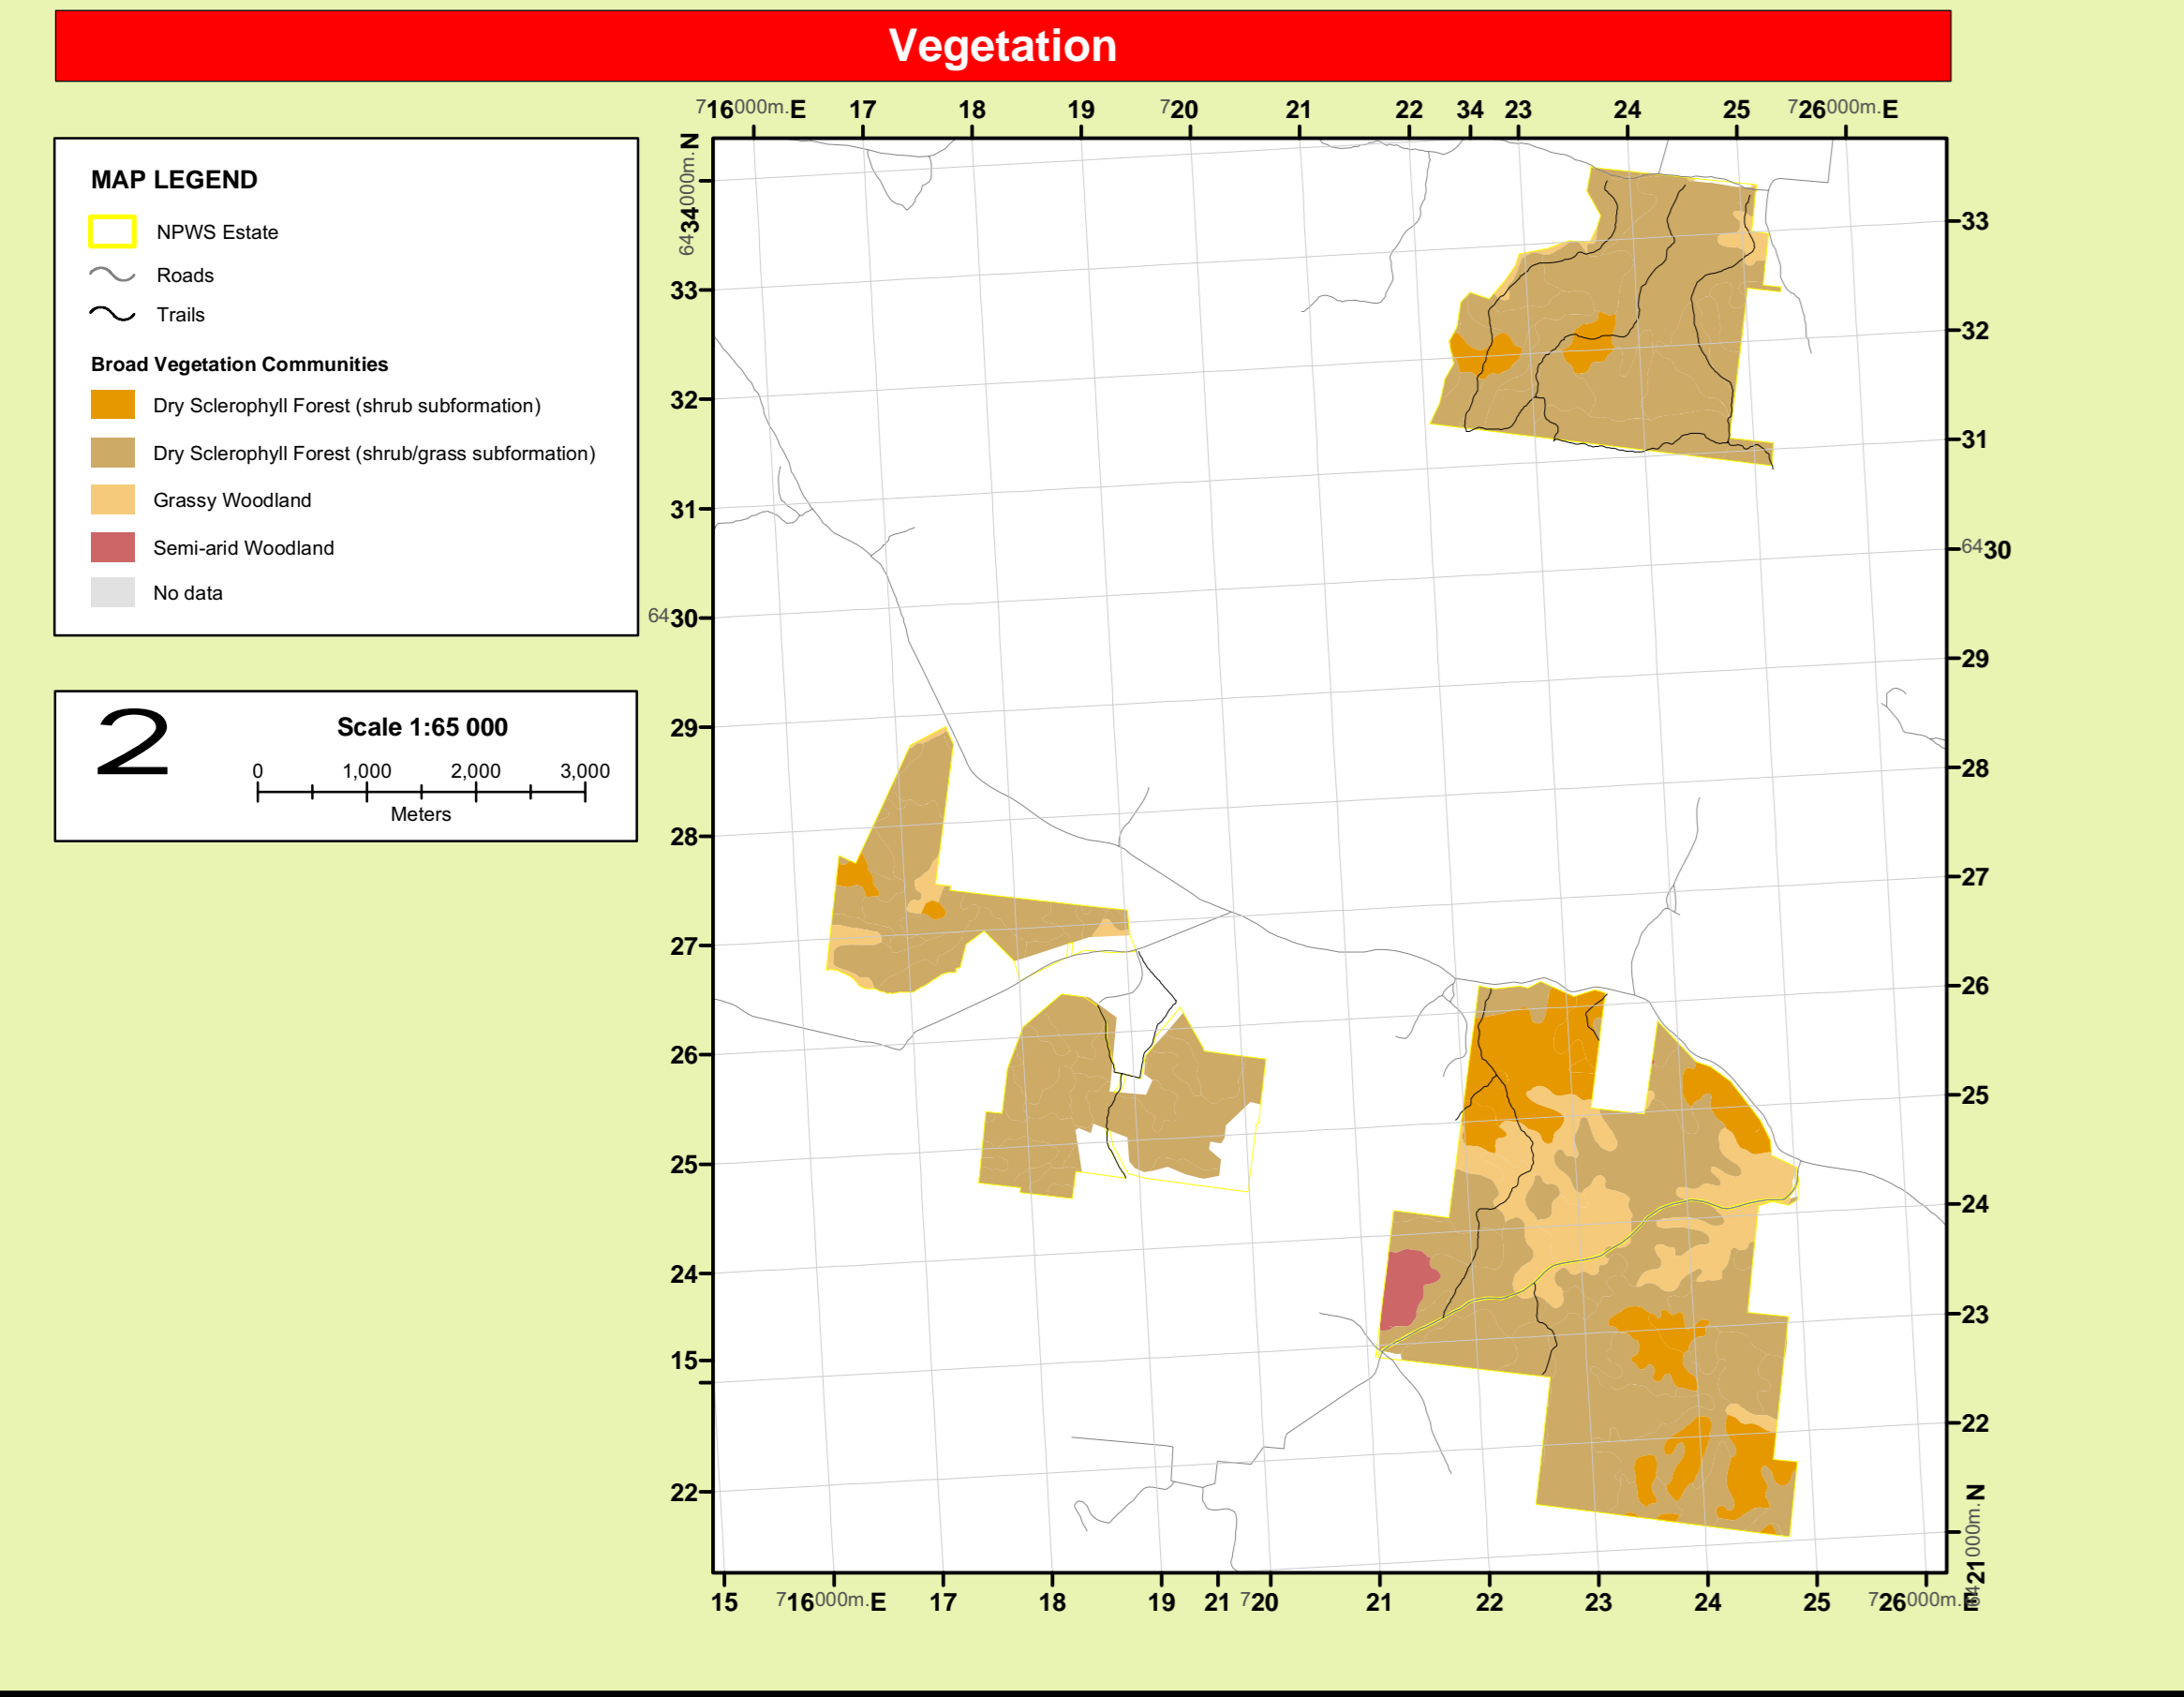 Vegetation
716000m.E 17 18 19 720 21 22 34 23 24 25 726000m.E
MAP LEGEND
NPWS Estate
Roads
Trails
Broad Vegetation Communities
Dry Sclerophyll Forest (shrub subformation)
Dry Sclerophyll Forest (shrub/grass subformation)
Grassy Woodland
Semi-arid Woodland
No data
2
Scale 1:65 000
0 1,000 2,000 3,000
Meters
6434000m.N
33
32
31
6430
29
28
27
26
25
24
15
22
33
32
31
6430
29
28
27
26
25
24
23
22
6421000m.N
15 716000m.E 17 18 19 21 720 21 22 23 24 25 726000m.E